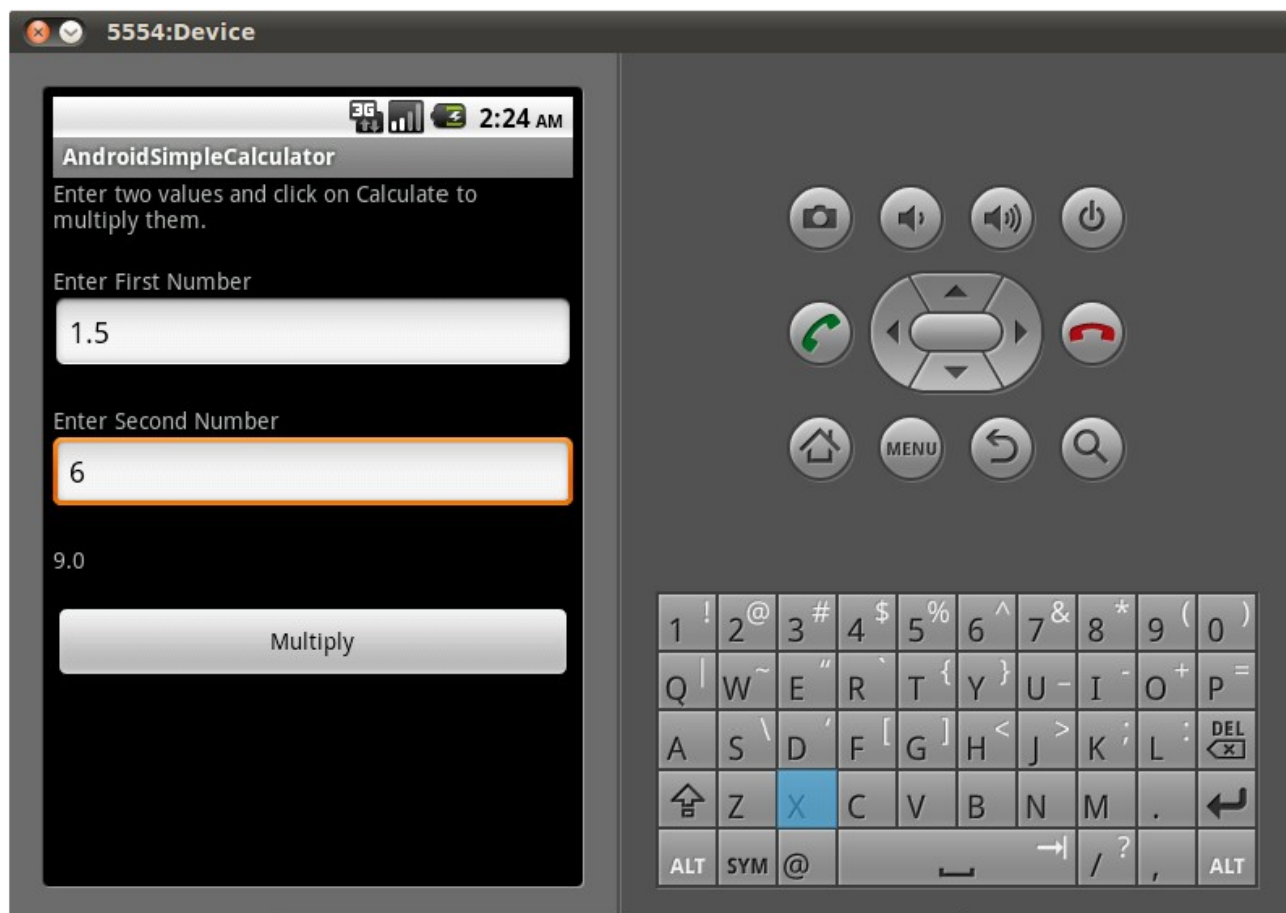 5554:Device
3G 2:24 AM
AndroidSimpleCalculator
Enter two values and click on Calculate to
multiply them.
Enter First Number
1.5
Enter Second Number
6
9.0
Multiply
MENU
1 ! 2 @ 3 # 4 $ 5 % 6 ^ 7 & 8 * 9 ( 0 )
Q | W ~ E " R ` T { Y } U _ I - O + P =
A S \ D ' F [ G ] H < J > K ; L : DEL
Z X C V B N M .
ALT SYM @ / ? , ALT